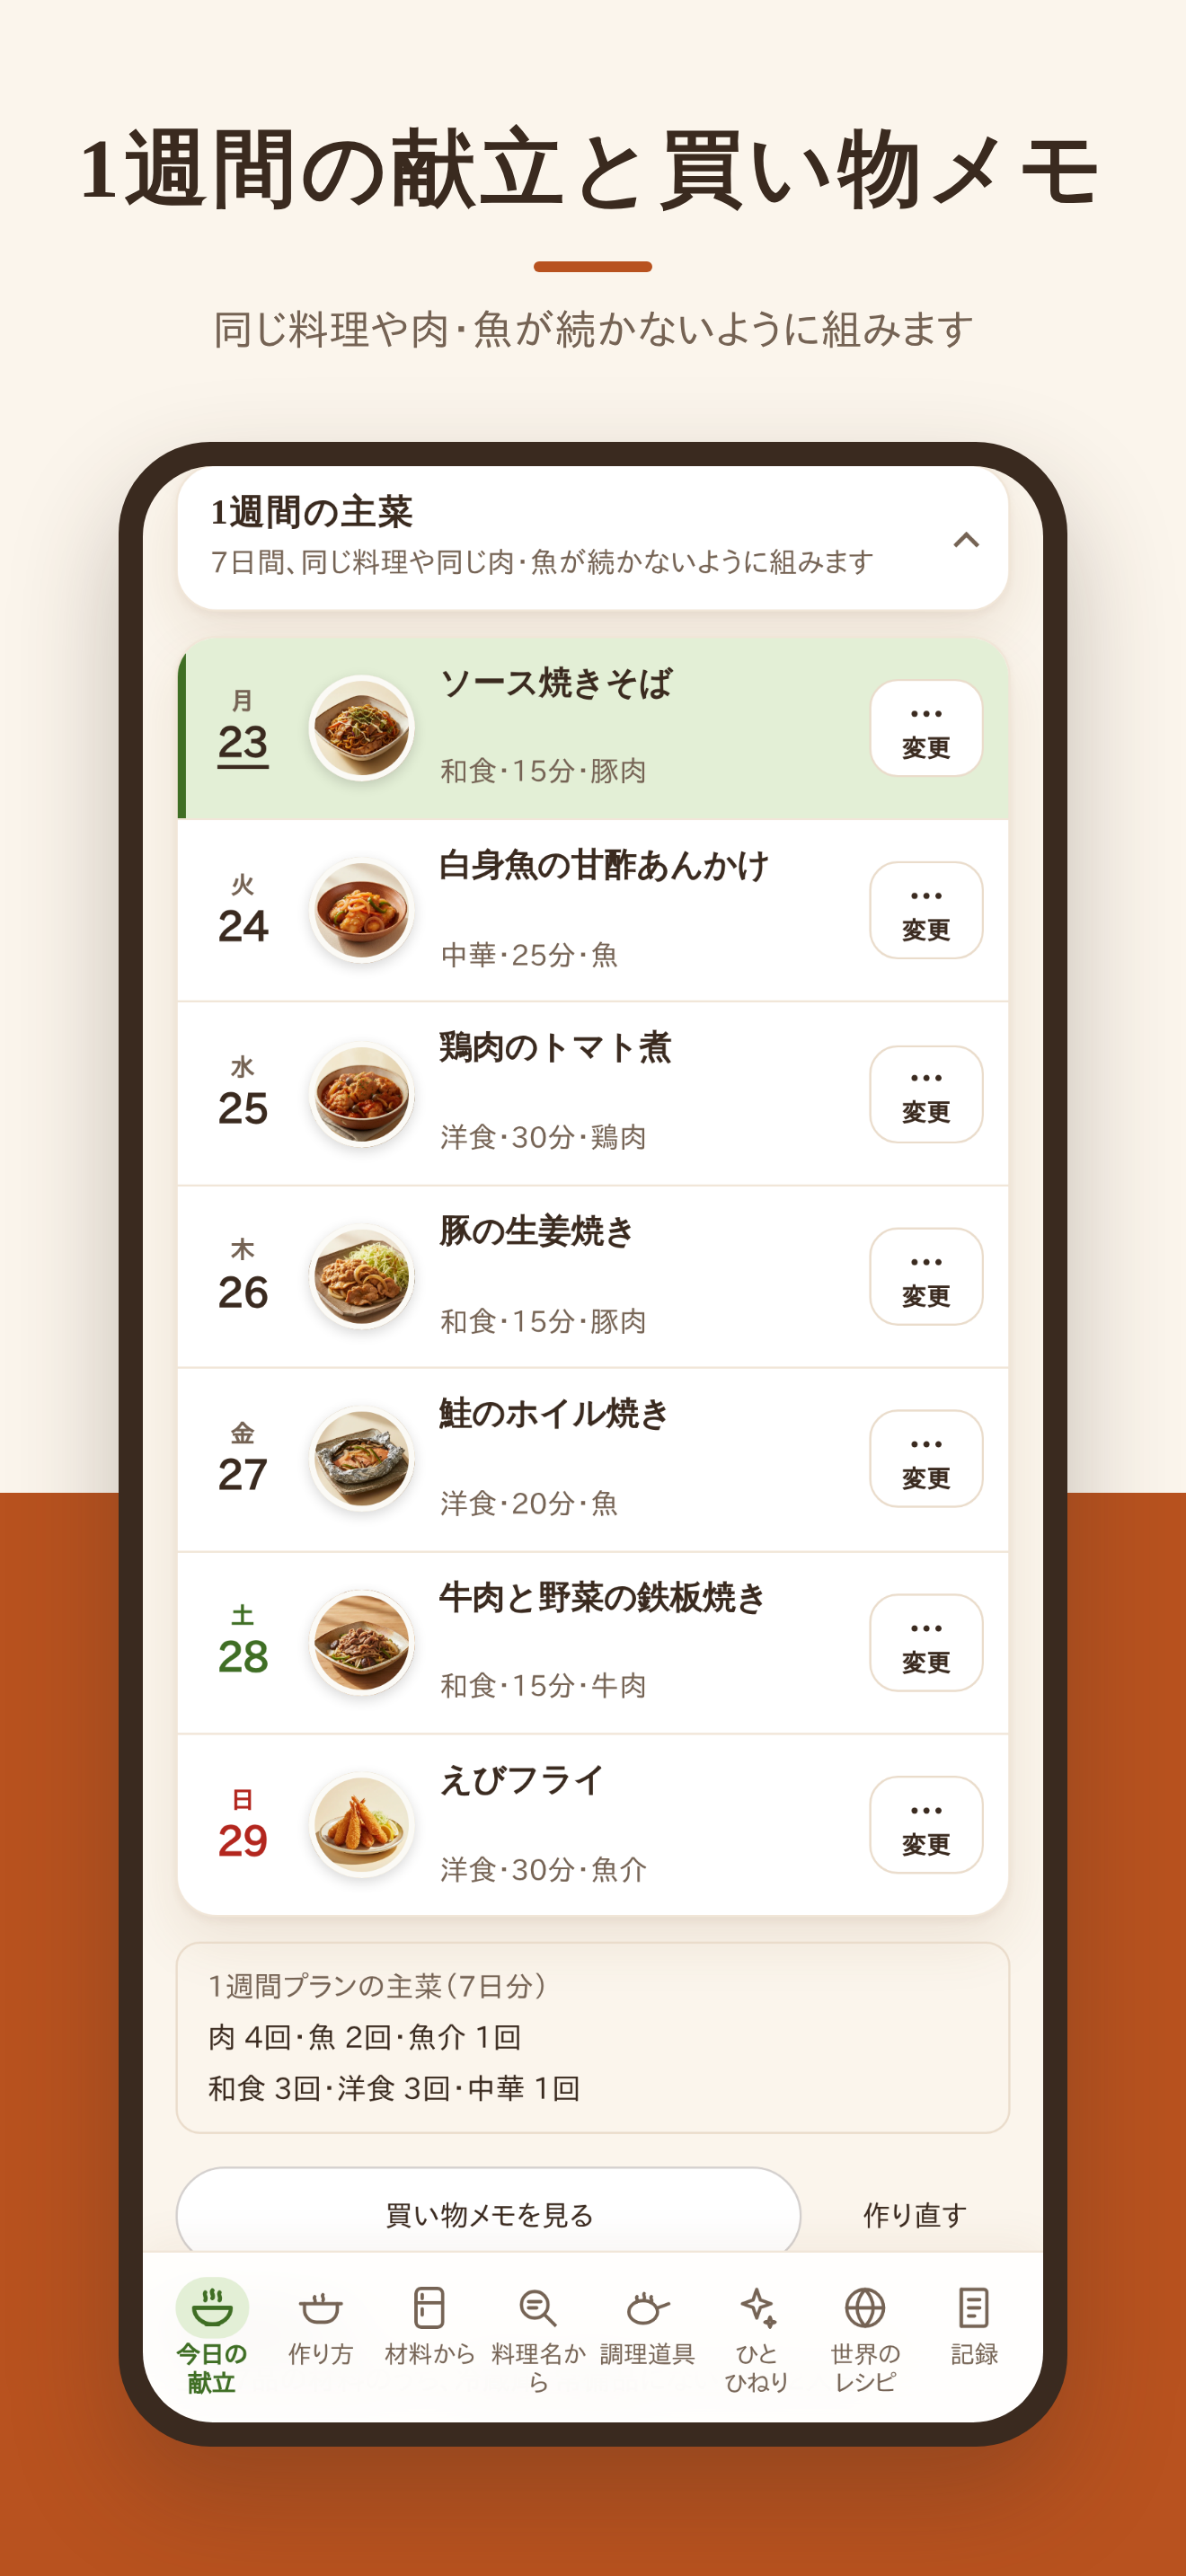 1週間の献立と買い物メモ
同じ料理や肉・魚が続かないように組みます
1週間の主菜
7日間、同じ料理や同じ肉・魚が続かないように組みます
月
23
ソース焼きそば
和食・15分・豚肉
…
変更
火
24
白身魚の甘酢あんかけ
中華・25分・魚
…
変更
水
25
鶏肉のトマト煮
洋食・30分・鶏肉
…
変更
木
26
豚の生姜焼き
和食・15分・豚肉
…
変更
金
27
鮭のホイル焼き
洋食・20分・魚
…
変更
土
28
牛肉と野菜の鉄板焼き
和食・15分・牛肉
…
変更
日
29
えびフライ
洋食・30分・魚介
…
変更
1週間プランの主菜（7日分）
肉 4回・魚 2回・魚介 1回
和食 3回・洋食 3回・中華 1回
買い物メモを見る
作り直す
今日の
献立
作り方
材料から
料理名か
ら
調理道具
ひと
ひねり
世界の
レシピ
記録